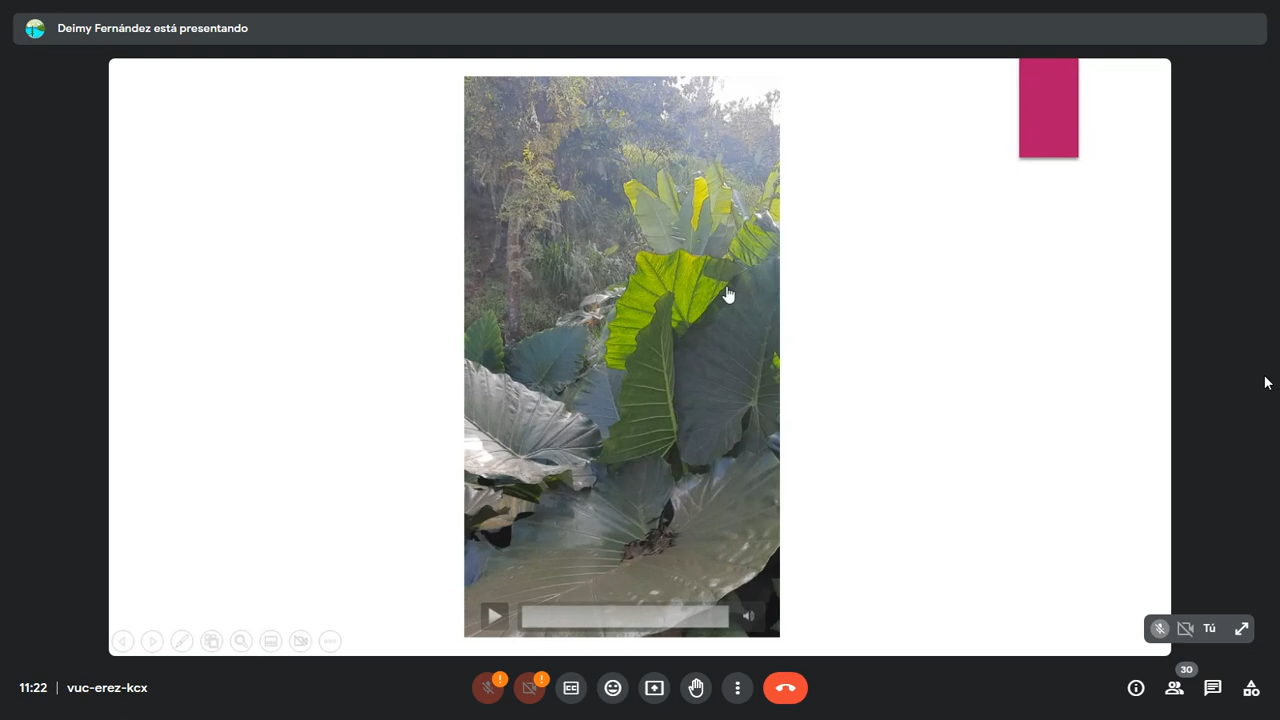 Deimy Fernández está presentando
Tú
11:22 | vuc-erez-kcx
30